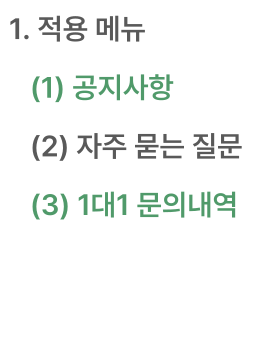 1. 적용 메뉴
(1) 공지사항
(2) 자주 묻는 질문
(3) 1대1 문의내역